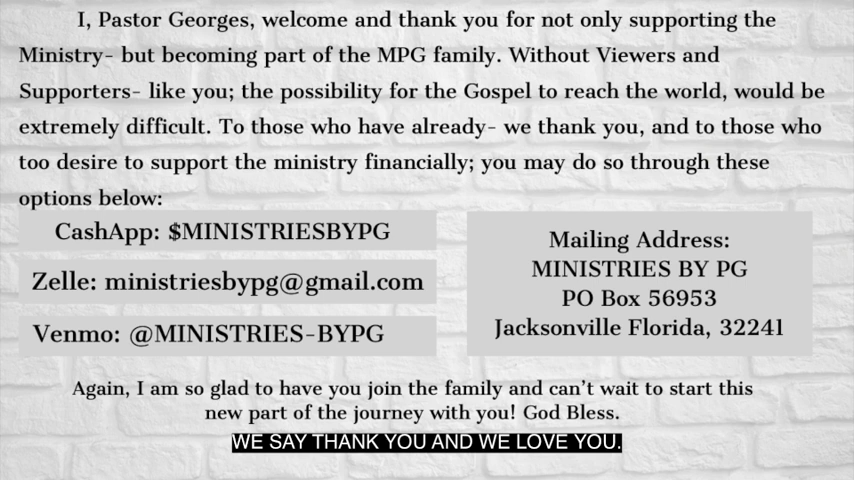 I, Pastor Georges, welcome and thank you for not only supporting the
Ministry- but becoming part of the MPG family. Without Viewers and
Supporters- like you; the possibility for the Gospel to reach the world, would be
extremely difficult. To those who have already- we thank you, and to those who
too desire to support the ministry financially; you may do so through these
options below:
CashApp: $MINISTRIESBYPG
Zelle: ministriesbypg@gmail.com
Venmo: @MINISTRIES-BYPG
Mailing Address:
MINISTRIES BY PG
PO Box 56953
Jacksonville Florida, 32241
Again, I am so glad to have you join the family and can't wait to start this
new part of the journey with you! God Bless.
WE SAY THANK YOU AND WE LOVE YOU.